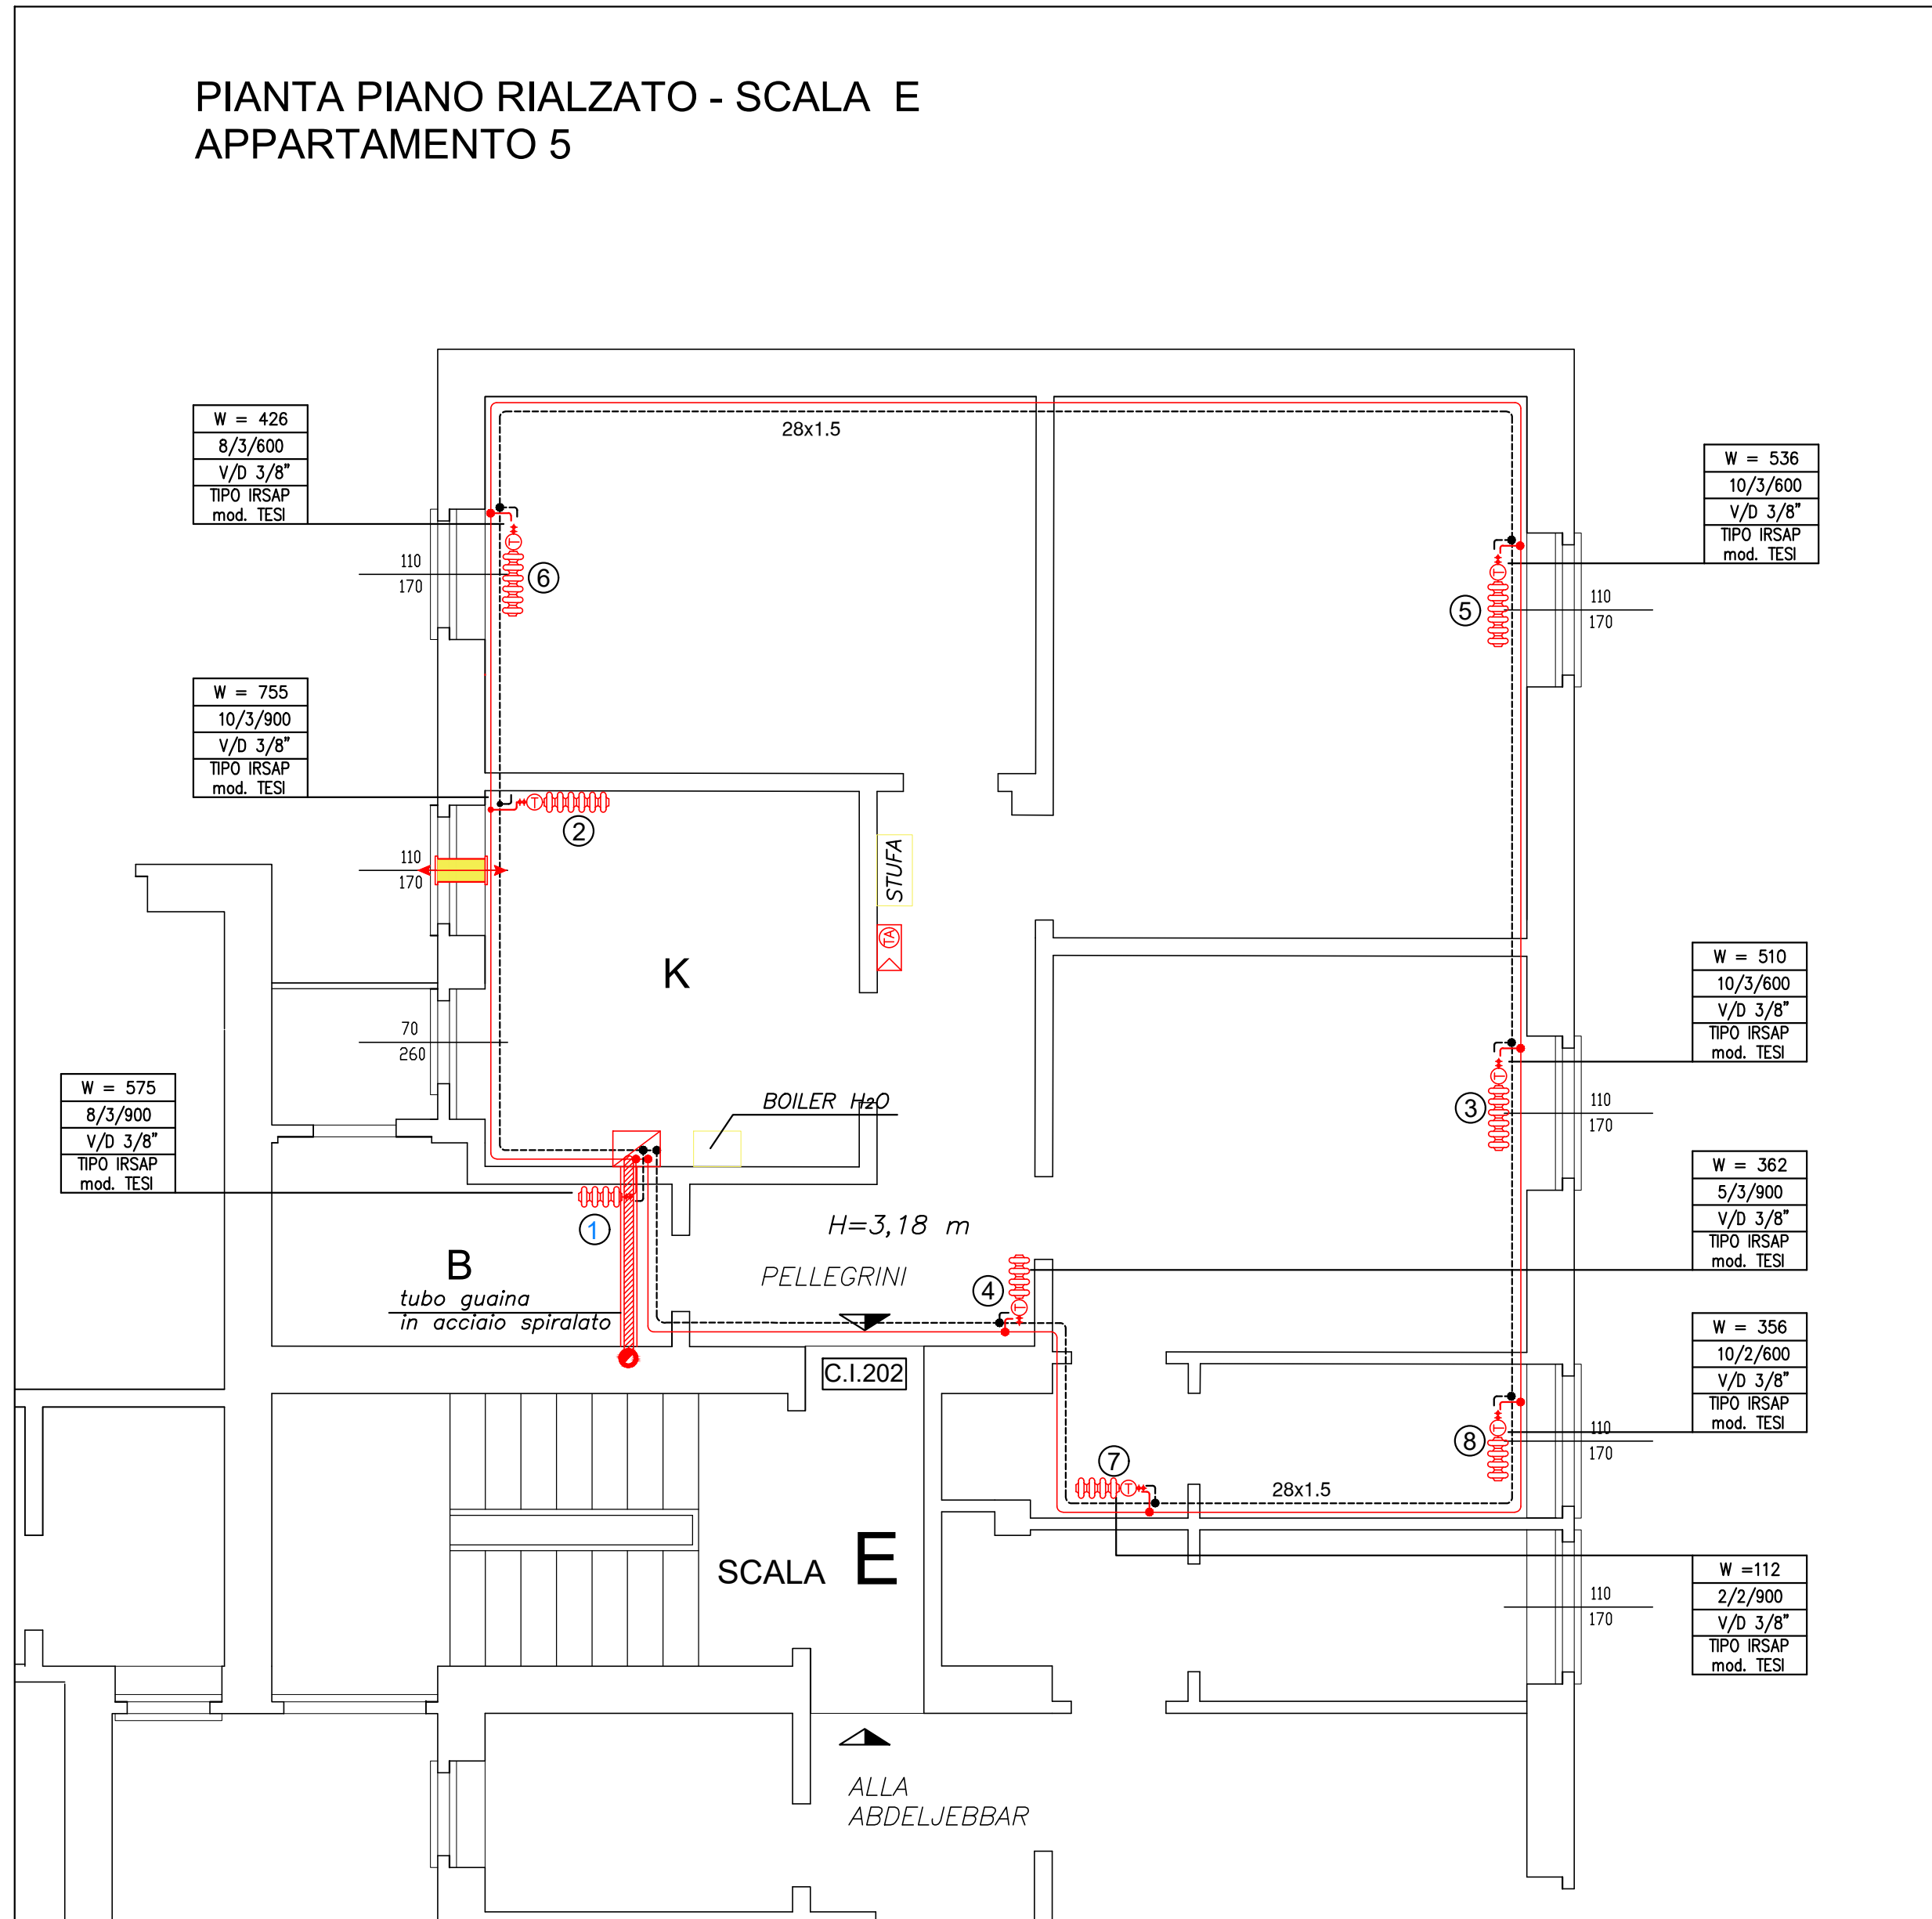 PIANTA PIANO RIALZATO - SCALA E
APPARTAMENTO 5
W = 426
8/3/600
V/D 3/8"
TIPO IRSAP
mod. TESI
28x1.5
W = 536
10/3/600
V/D 3/8"
TIPO IRSAP
mod. TESI
110
170
T
6
T
5
110
170
W = 755
10/3/900
V/D 3/8"
TIPO IRSAP
mod. TESI
T
2
110
170
STUFA
TA
K
W = 510
10/3/600
V/D 3/8"
TIPO IRSAP
mod. TESI
70
260
T
3
110
170
W = 575
8/3/900
V/D 3/8"
TIPO IRSAP
mod. TESI
BOILER H2O
W = 362
5/3/900
V/D 3/8"
TIPO IRSAP
mod. TESI
1
H=3,18 m
B
PELLEGRINI
4
T
tubo guaina
in acciaio spiralato
C.I.202
W = 356
10/2/600
V/D 3/8"
TIPO IRSAP
mod. TESI
T
8
110
170
7
T
28x1.5
SCALA E
W =112
2/2/900
V/D 3/8"
TIPO IRSAP
mod. TESI
110
170
ALLA
ABDELJEBBAR